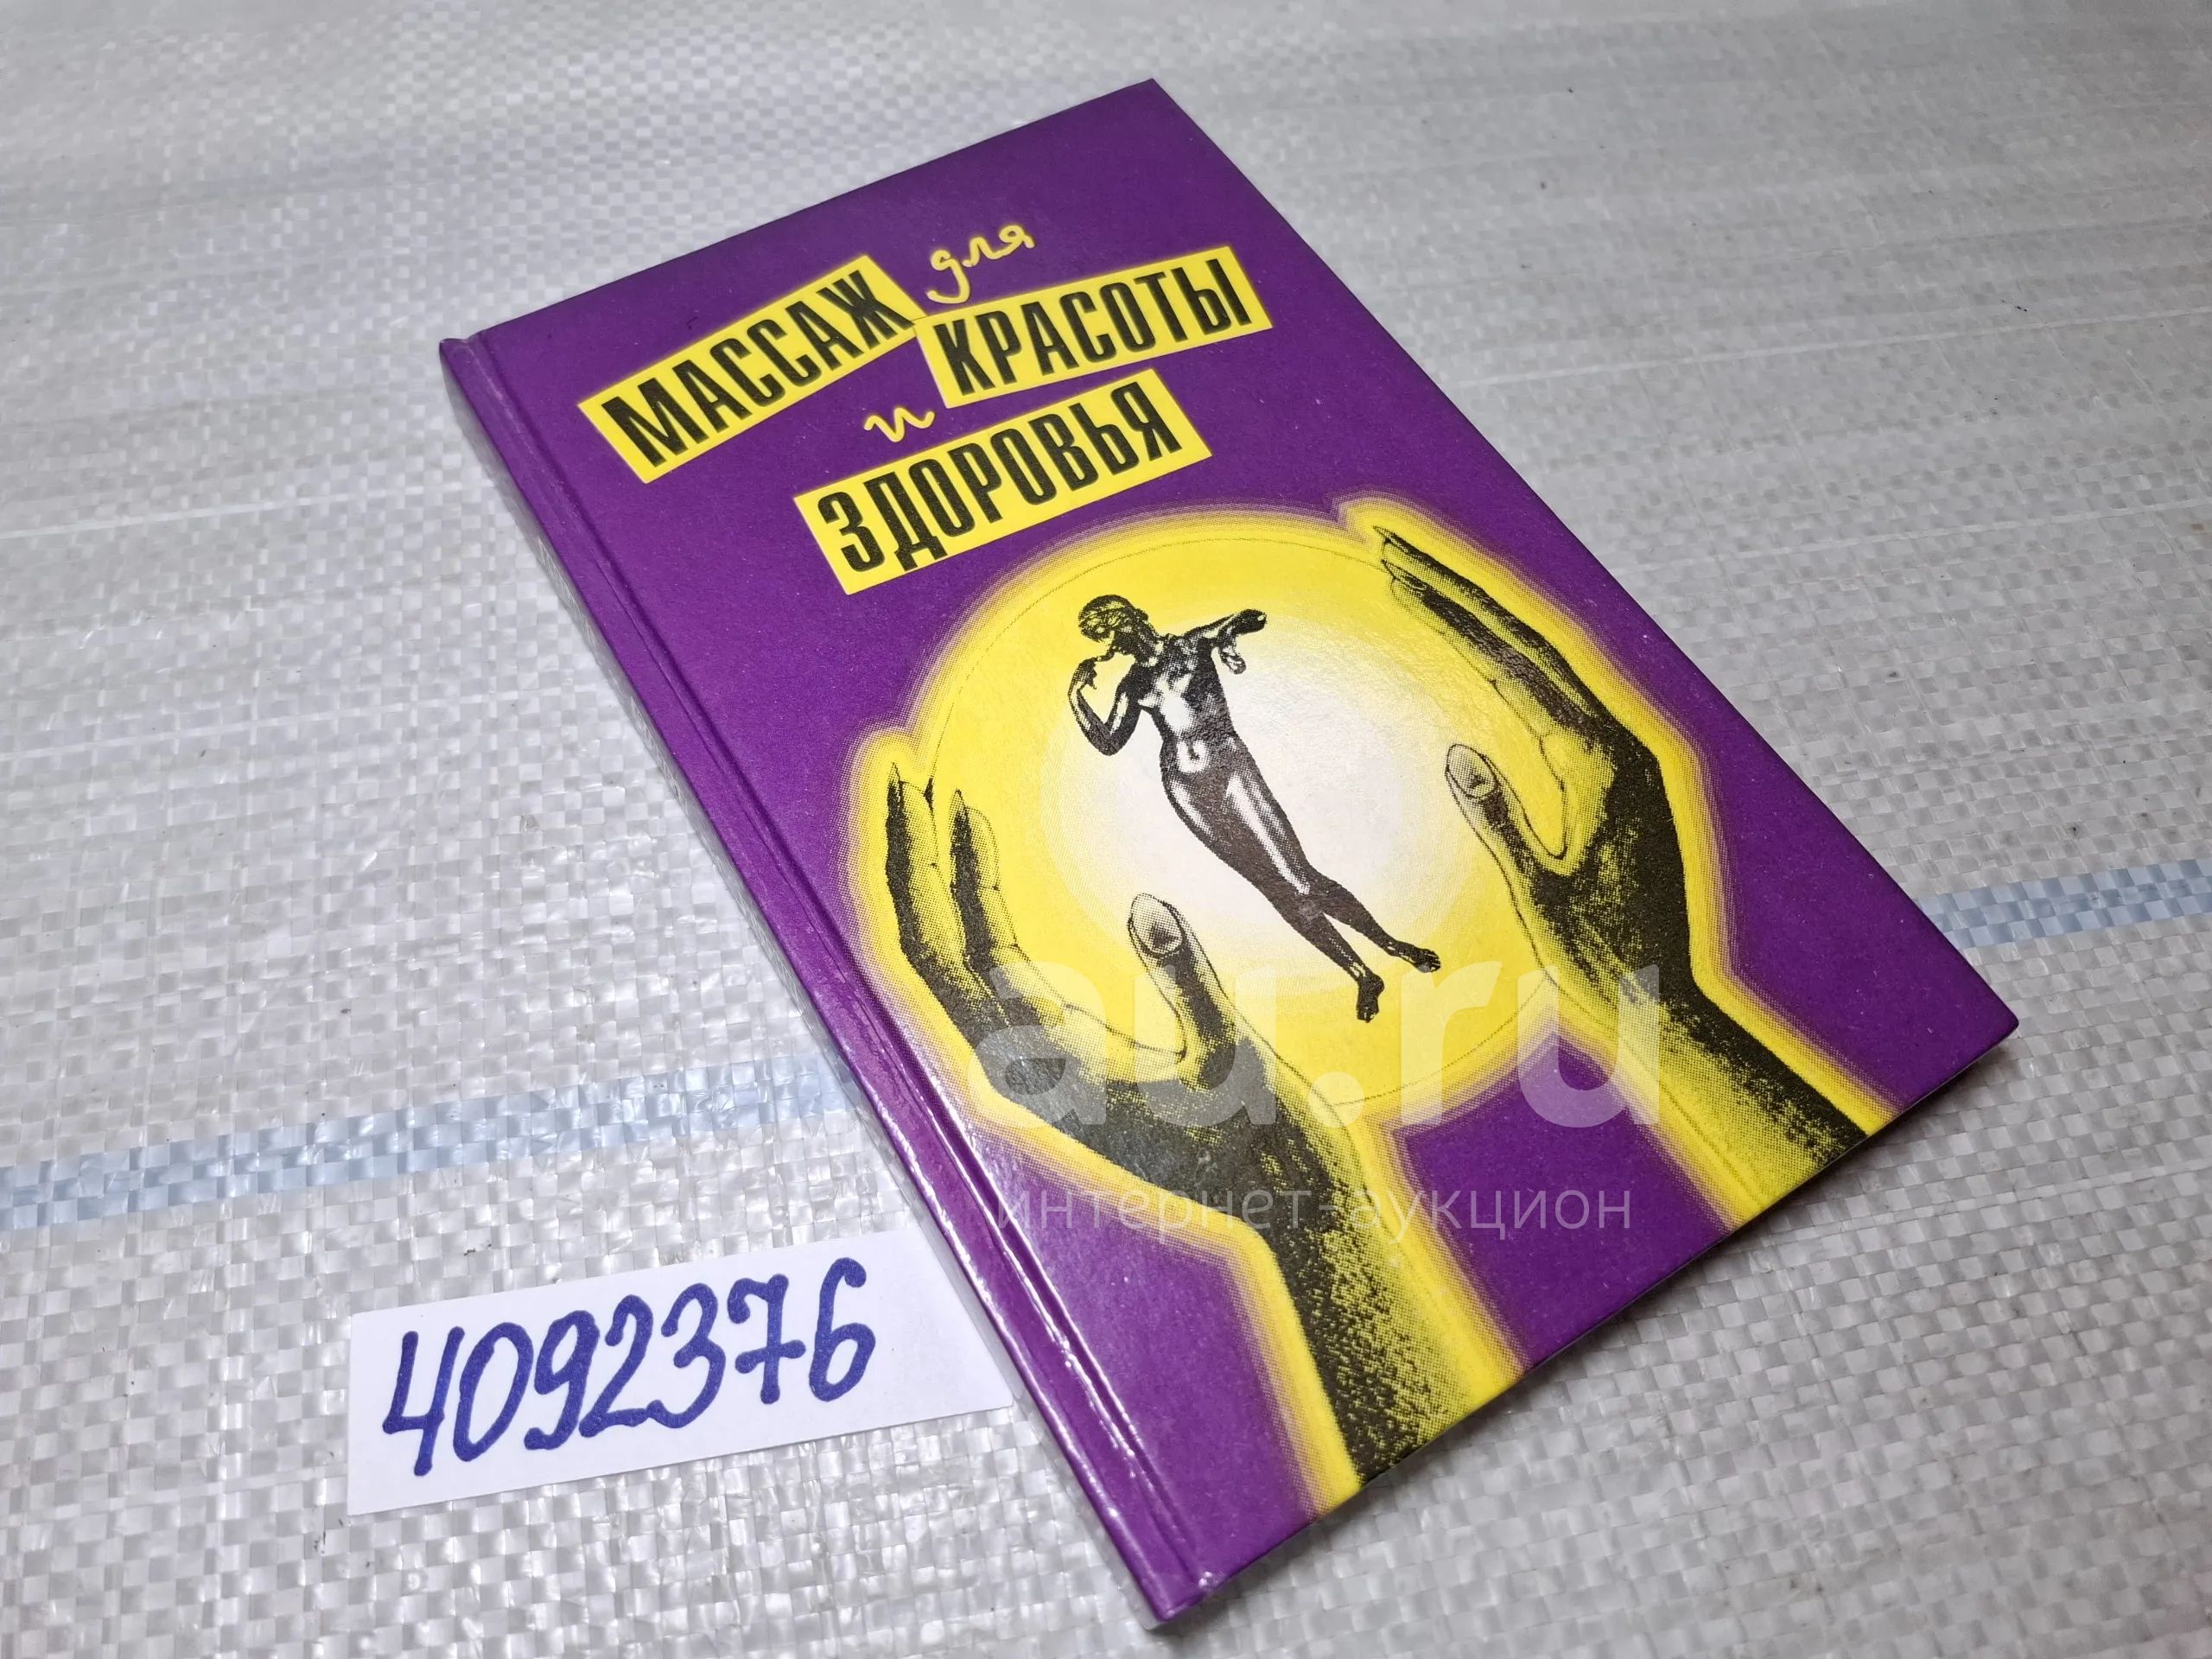 МАССАЖ для
КРАСОТЫ
и
ЗДОРОВЬЯ
au.ru
интернет-аукцион
4092376